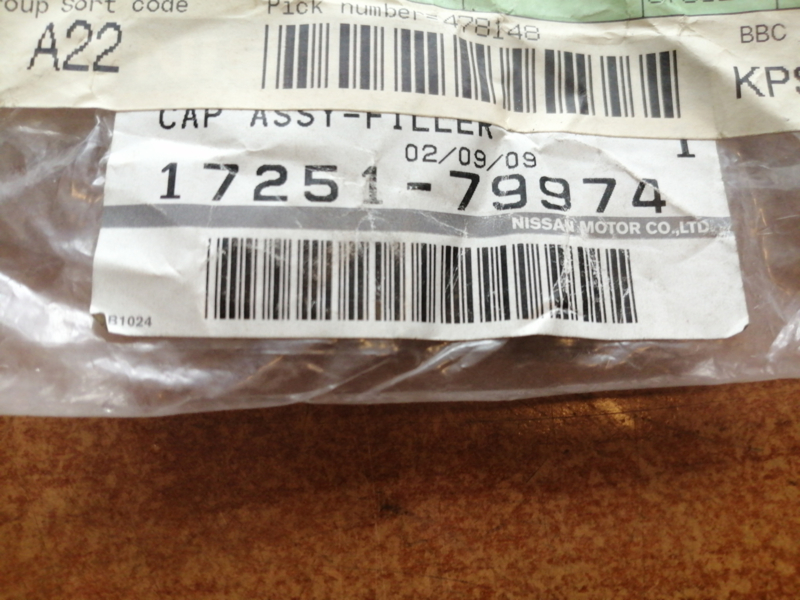 roup sort code
A22
Pick number=478148
BBC
KPS
CAP ASSY-FILLER
1
02/09/09
17251-79974
NISSAN MOTOR CO.,LTD.
B1024